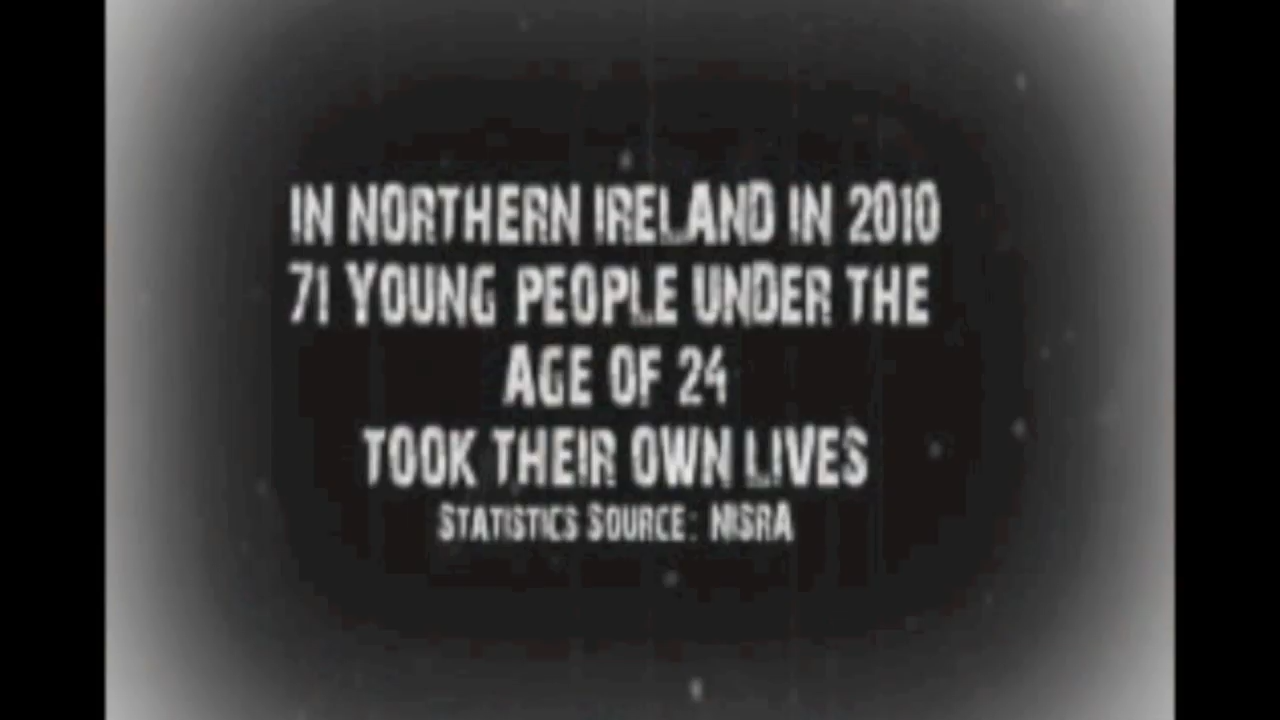 IN NORTHERN IRELAND IN 2010
71 YOUNG PEOPLE UNDER THE
AGE OF 24
TOOK THEIR OWN LIVES
STATISTICS SOURCE: NISRA